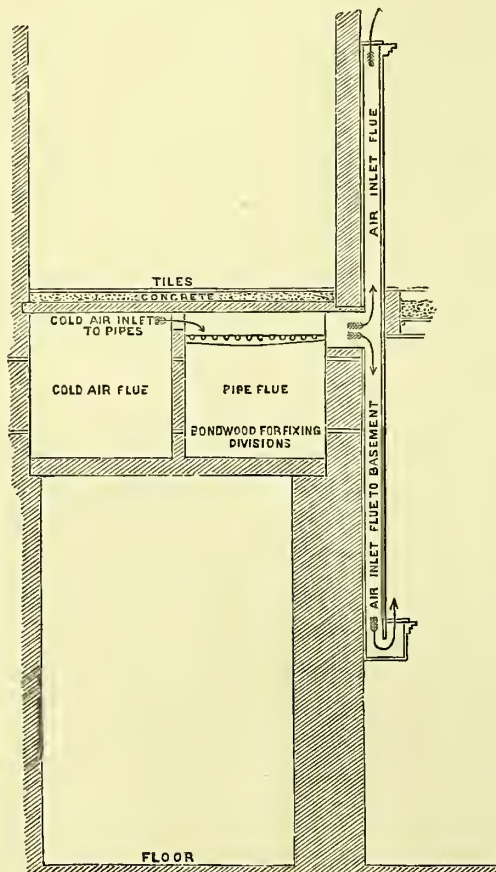 AIR INLET FLUE
TILES
CONCRETE
COLD AIR INLET
TO PIPES
COLD AIR FLUE
PIPE FLUE
BONDWOOD FOR FIXING
DIVISIONS
AIR INLET FLUE TO BASEMENT
FLOOR